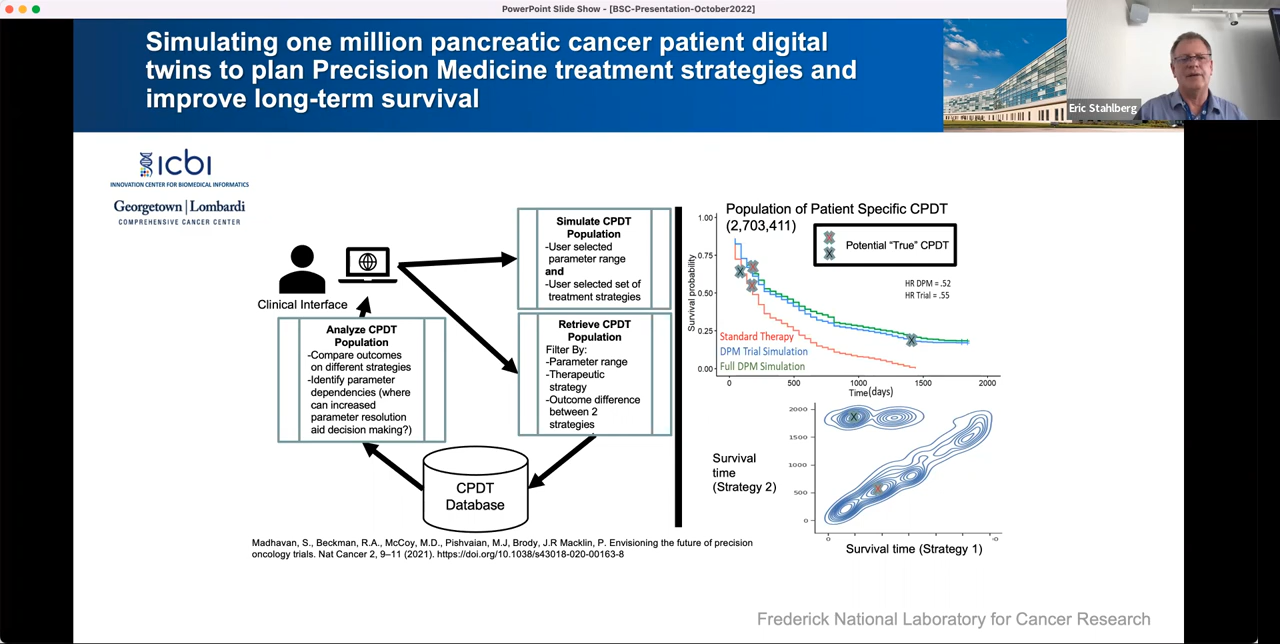 PowerPoint Slide Show - [BSC-Presentation-October2022]
Simulating one million pancreatic cancer patient digital
twins to plan Precision Medicine treatment strategies and
improve long-term survival
Eric Stahlberg
icbi
INNOVATION CENTER FOR BIOMEDICAL INFORMATICS
Georgetown | Lombardi
COMPREHENSIVE CANCER CENTER
Clinical Interface
Simulate CPDT
Population
-User selected
parameter range
and
-User selected set of
treatment strategies
Retrieve CPDT
Population
Filter By:
-Parameter range
-Therapeutic
strategy
-Outcome difference
between 2
strategies
Analyze CPDT
Population
-Compare outcomes
on different strategies
-Identify parameter
dependencies (where
can increased
parameter resolution
aid decision making?)
CPDT
Database
Population of Patient Specific CPDT
(2,703,411)
Potential “True” CPDT
HR DPM = .52
HR Trial = .55
Survival probability
1.00
0.75
0.50
0.25
0.00
Standard Therapy
DPM Trial Simulation
Full DPM Simulation
0 500 1000 1500 2000
Time(days)
Survival
time
(Strategy 2)
2000
1500
1000
500
0
0
Survival time (Strategy 1)
Madhavan, S., Beckman, R.A., McCoy, M.D., Pishvaian, M.J, Brody, J.R Macklin, P. Envisioning the future of precision
oncology trials. Nat Cancer 2, 9–11 (2021). https://doi.org/10.1038/s43018-020-00163-8
Frederick National Laboratory for Cancer Research